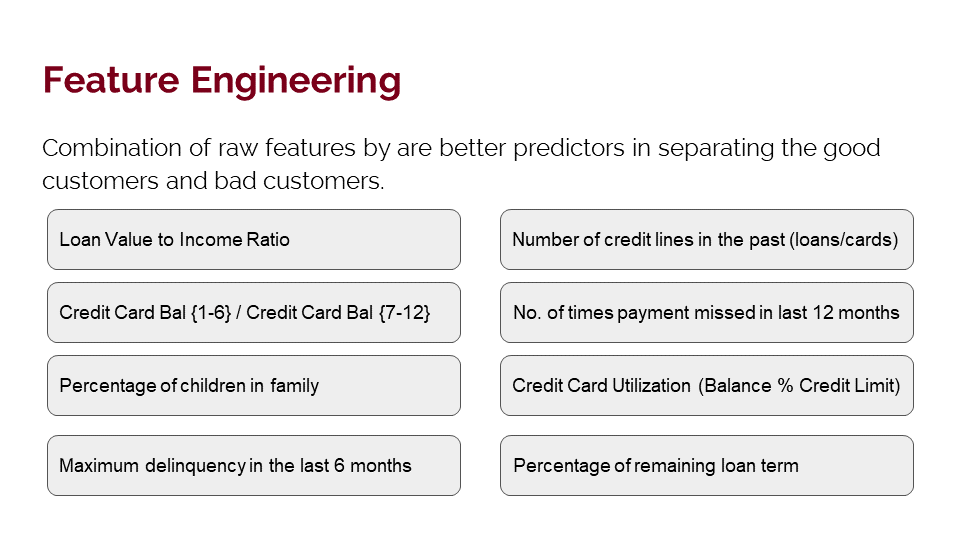 Feature Engineering
Combination of raw features by are better predictors in separating the good
customers and bad customers.
Loan Value to Income Ratio
Number of credit lines in the past (loans/cards)
Credit Card Bal {1-6} / Credit Card Bal {7-12}
No. of times payment missed in last 12 months
Percentage of children in family
Credit Card Utilization (Balance % Credit Limit)
Maximum delinquency in the last 6 months
Percentage of remaining loan term